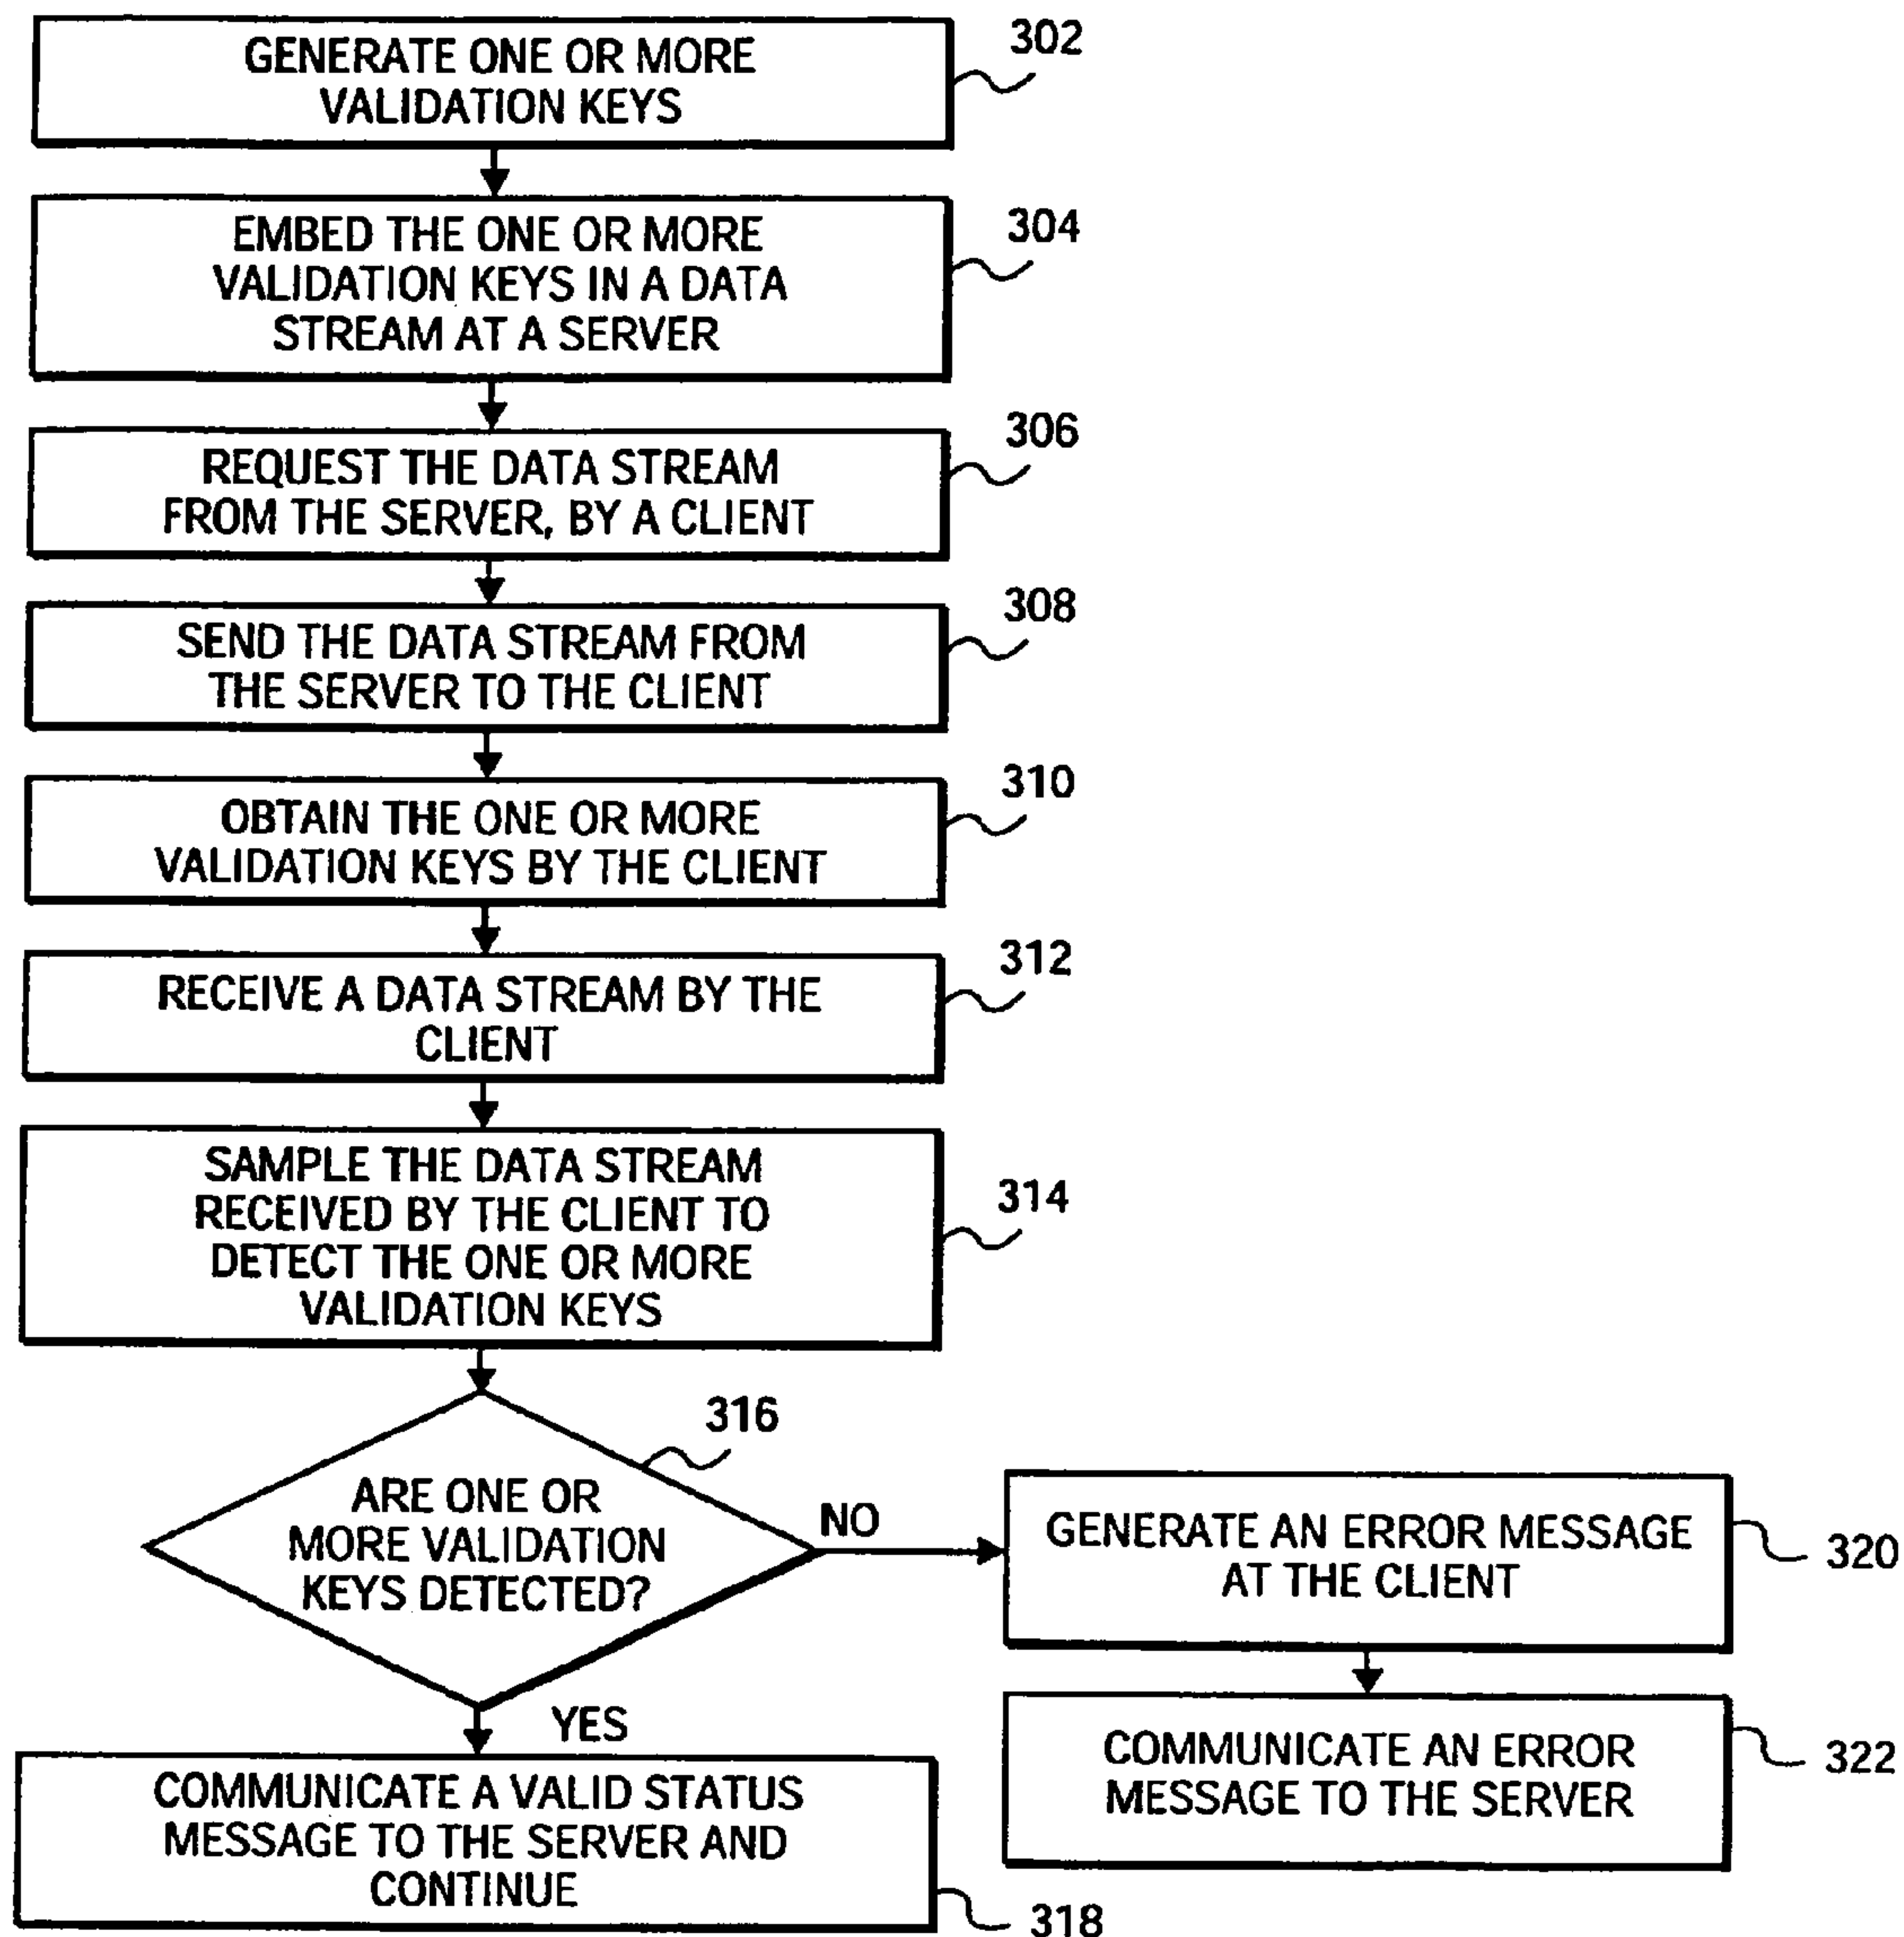 GENERATE ONE OR MORE
VALIDATION KEYS
302
EMBED THE ONE OR MORE
VALIDATION KEYS IN A DATA
STREAM AT A SERVER
304
REQUEST THE DATA STREAM
FROM THE SERVER, BY A CLIENT
306
SEND THE DATA STREAM FROM
THE SERVER TO THE CLIENT
308
OBTAIN THE ONE OR MORE
VALIDATION KEYS BY THE CLIENT
310
RECEIVE A DATA STREAM BY THE
CLIENT
312
SAMPLE THE DATA STREAM
RECEIVED BY THE CLIENT TO
DETECT THE ONE OR MORE
VALIDATION KEYS
314
ARE ONE OR
MORE VALIDATION
KEYS DETECTED?
316
NO
GENERATE AN ERROR MESSAGE
AT THE CLIENT
320
COMMUNICATE AN ERROR
MESSAGE TO THE SERVER
322
YES
COMMUNICATE A VALID STATUS
MESSAGE TO THE SERVER AND
CONTINUE
318